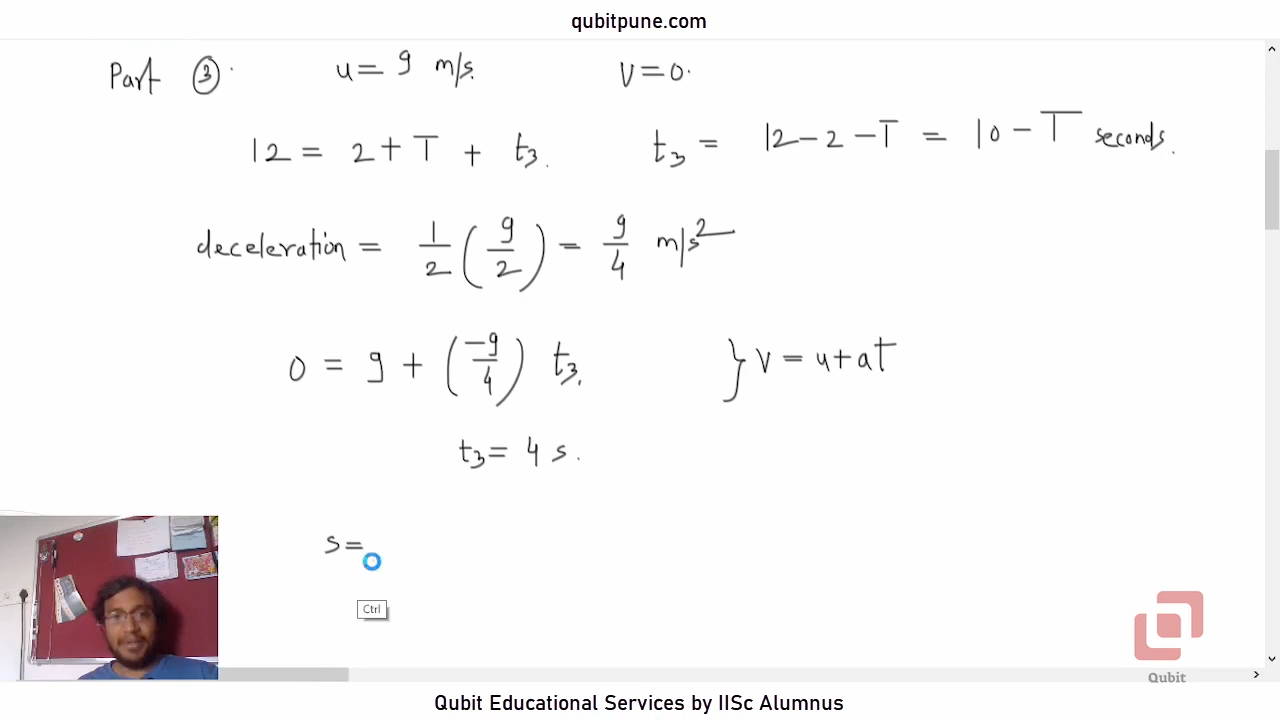 qubitpune.com
Part ③ u = 9 m/s. v = 0.
12 = 2 + T + t₃. t₃ = 12 - 2 - T = 10 - T seconds.
deceleration = 1/2 (9/2) = 9/4 m/s²
0 = 9 + (-9/4) t₃. } v = u + at
t₃ = 4 s.
s =
Ctrl
Qubit
Qubit Educational Services by IISc Alumnus